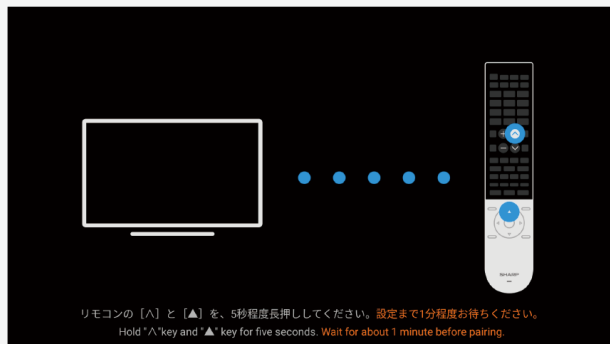 SHARP
リモコンの［∧］と［▲］を、5秒程度長押ししてください。設定まで1分程度お待ちください。
Hold "∧"key and "▲" key for five seconds. Wait for about 1 minute before pairing.